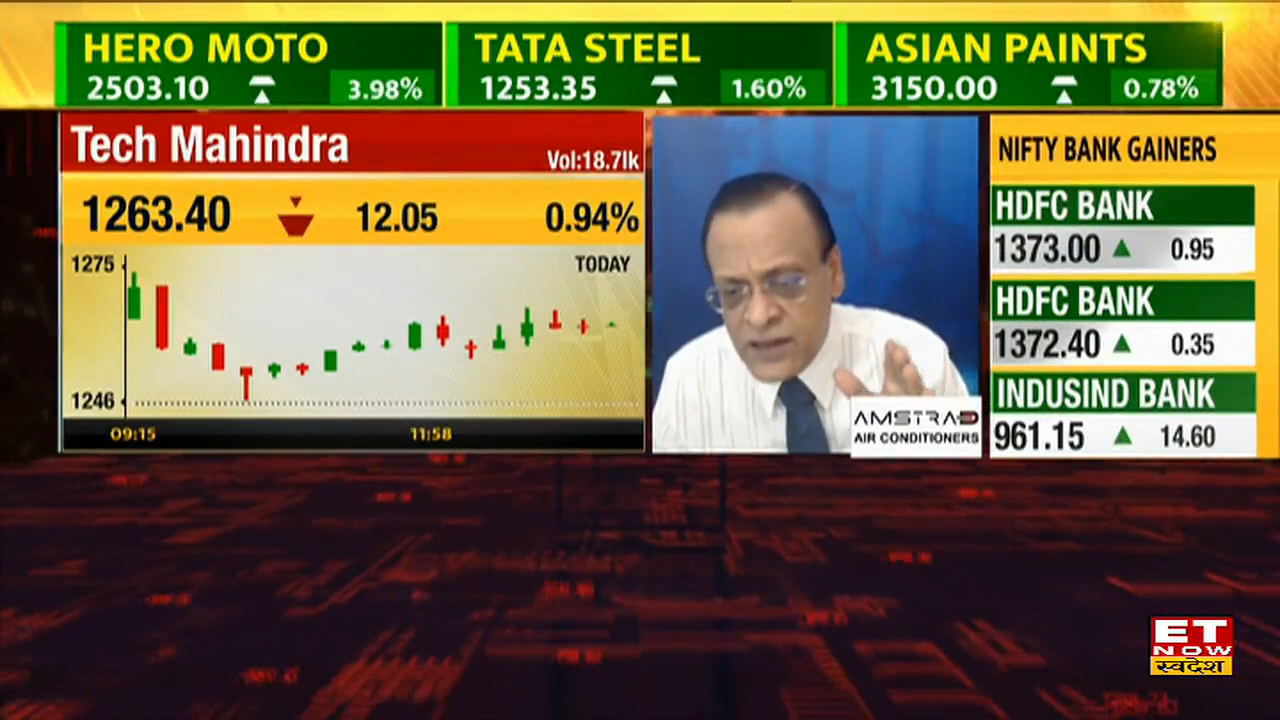 HERO MOTO
2503.10 3.98%
TATA STEEL
1253.35 1.60%
ASIAN PAINTS
3150.00 0.78%
Tech Mahindra
Vol:18.7lk
1263.40 12.05 0.94%
1275
TODAY
1246
09:15 11:58
AMSTRAD
AIR CONDITIONERS
NIFTY BANK GAINERS
HDFC BANK
1373.00 0.95
HDFC BANK
1372.40 0.35
INDUSIND BANK
961.15 14.60
ET
NOW
स्वदेश